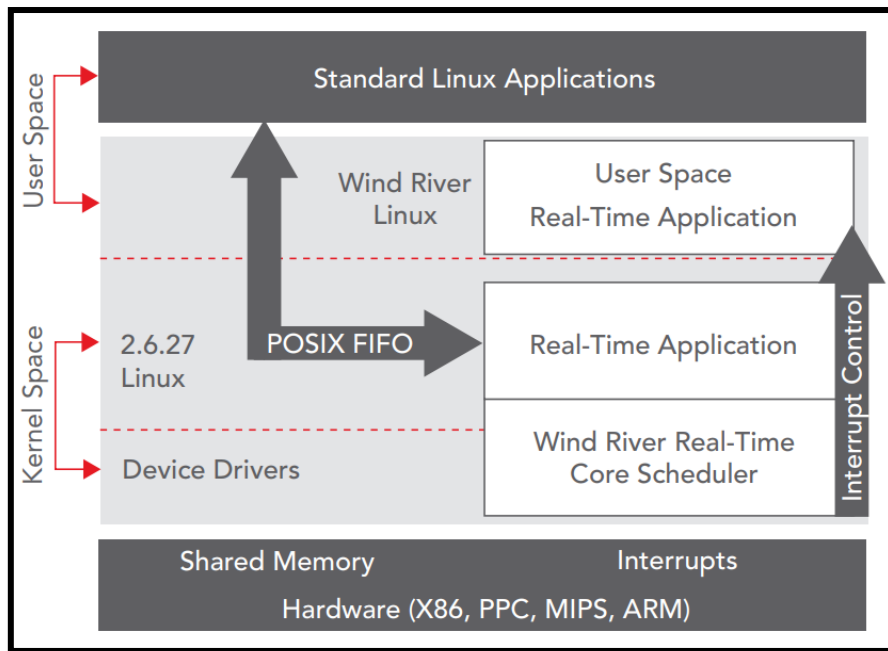 Standard Linux Applications
User Space
Wind River
Linux
User Space
Real-Time Application
Kernel Space
2.6.27
Linux
POSIX FIFO
Real-Time Application
Interrupt Control
Device Drivers
Wind River Real-Time
Core Scheduler
Shared Memory
Interrupts
Hardware (X86, PPC, MIPS, ARM)